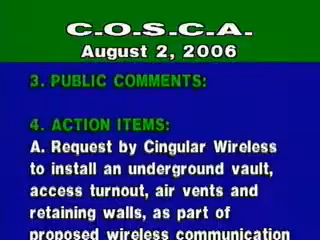 C.O.S.C.A.
August 2, 2006
3. PUBLIC COMMENTS:
4. ACTION ITEMS:
A. Request by Cingular Wireless
to install an underground vault,
access turnout, air vents and
retaining walls, as part of
proposed wireless communication